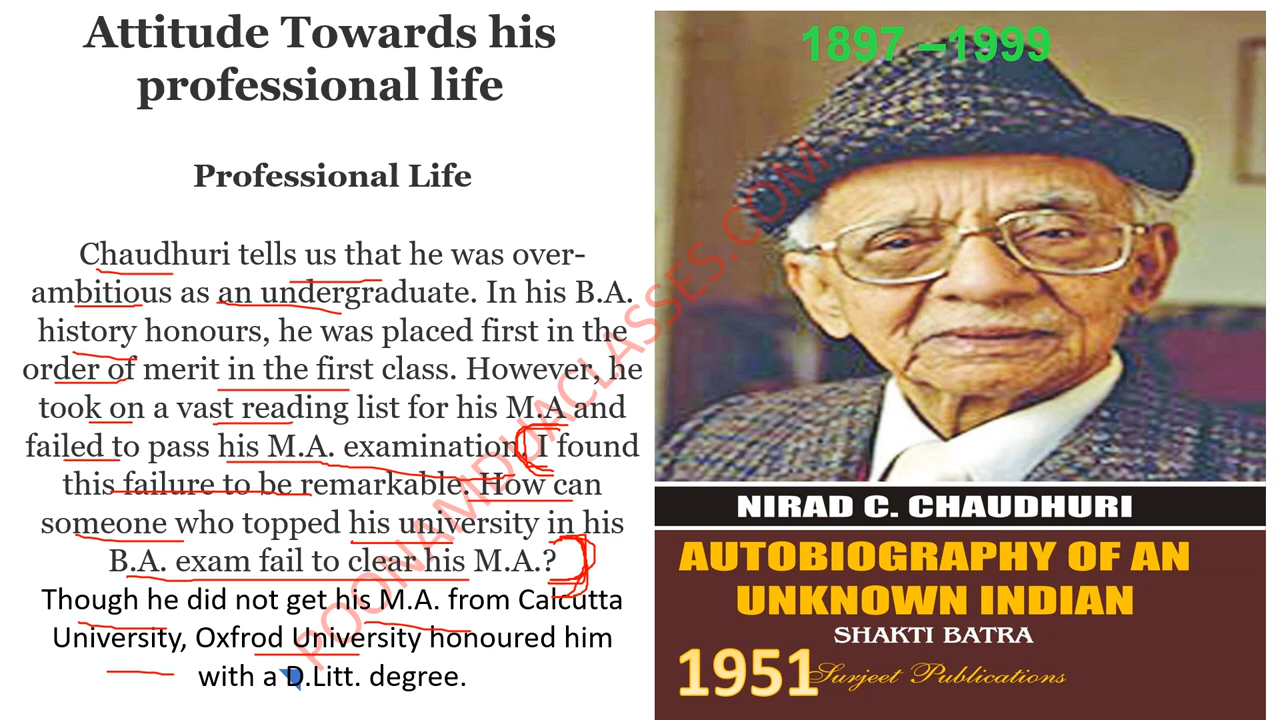 Attitude Towards his
professional life
Professional Life
Chaudhuri tells us that he was over-
ambitious as an undergraduate. In his B.A.
history honours, he was placed first in the
order of merit in the first class. However, he
took on a vast reading list for his M.A and
failed to pass his M.A. examination. I found
this failure to be remarkable. How can
someone who topped his university in his
B.A. exam fail to clear his M.A.?
Though he did not get his M.A. from Calcutta
University, Oxfrod University honoured him
with a D.Litt. degree.
POONAMDUACLASSES.COM
1897 –1999
NIRAD C. CHAUDHURI
AUTOBIOGRAPHY OF AN
UNKNOWN INDIAN
SHAKTI BATRA
1951 Surjeet Publications